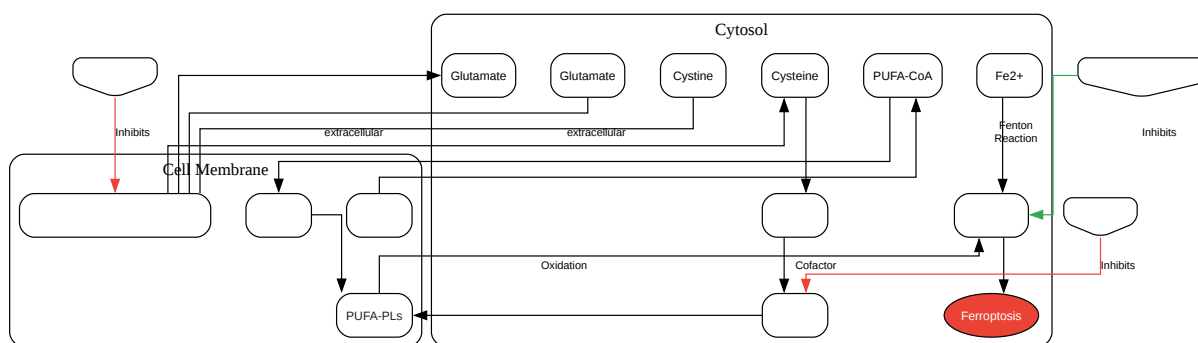 Cytosol
Glutamate
Glutamate
Cystine
Cysteine
PUFA-CoA
Fe2+
Inhibits
extracellular
extracellular
Fenton
Reaction
Inhibits
Cell Membrane
Oxidation
Cofactor
Inhibits
PUFA-PLs
Ferroptosis